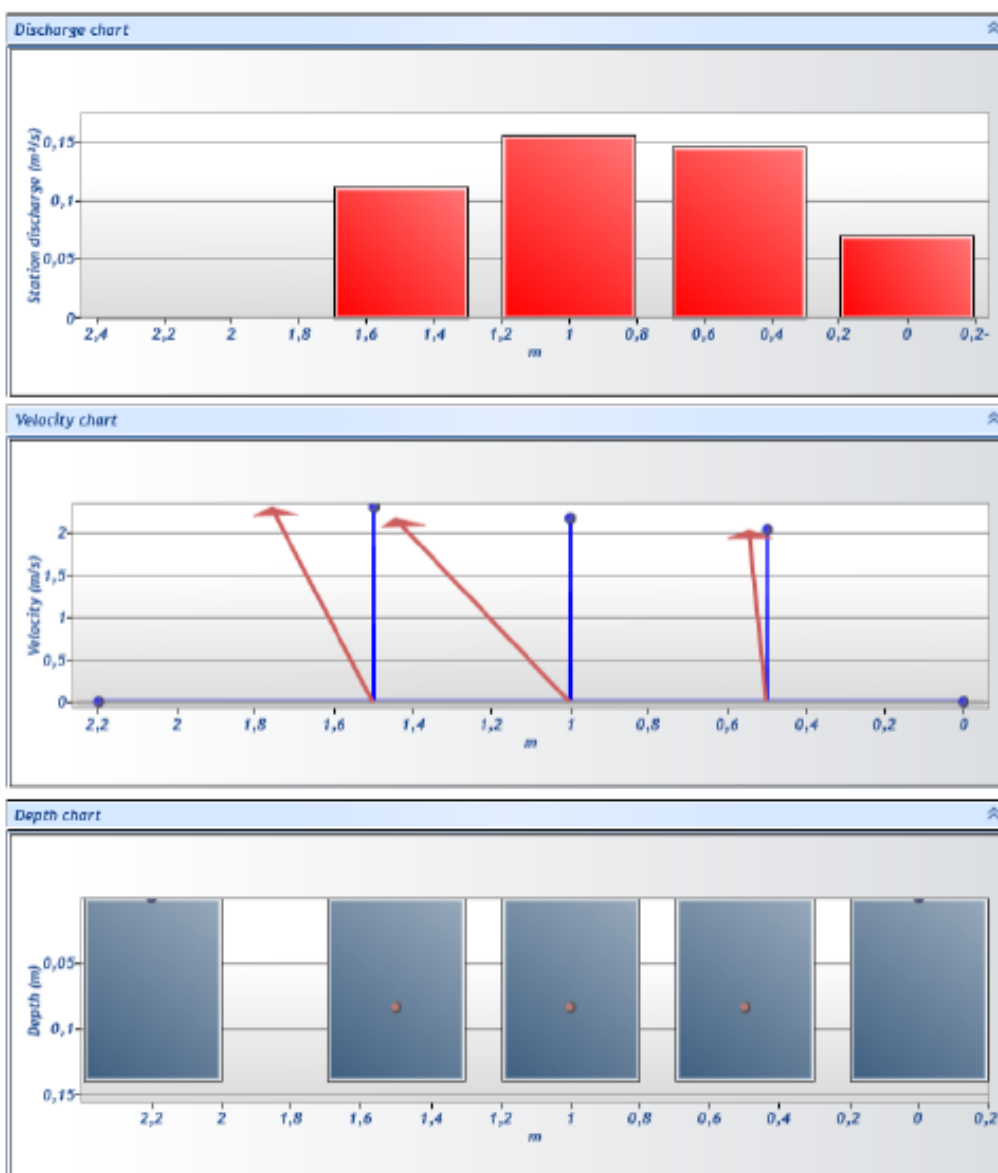 Discharge chart
Station discharge (m³/s)
0,15
0,1
0,05
0
2,4 2,2 2 1,8 1,6 1,4 1,2 1 0,8 0,6 0,4 0,2 0 0,2-
m
Velocity chart
Velocity (m/s)
2
1,5
1
0,5
0
2,2 2 1,8 1,6 1,4 1,2 1 0,8 0,6 0,4 0,2 0
m
Depth chart
Depth (m)
0,05
0,1
0,15
2,2 2 1,8 1,6 1,4 1,2 1 0,8 0,6 0,4 0,2 0 0,2
m